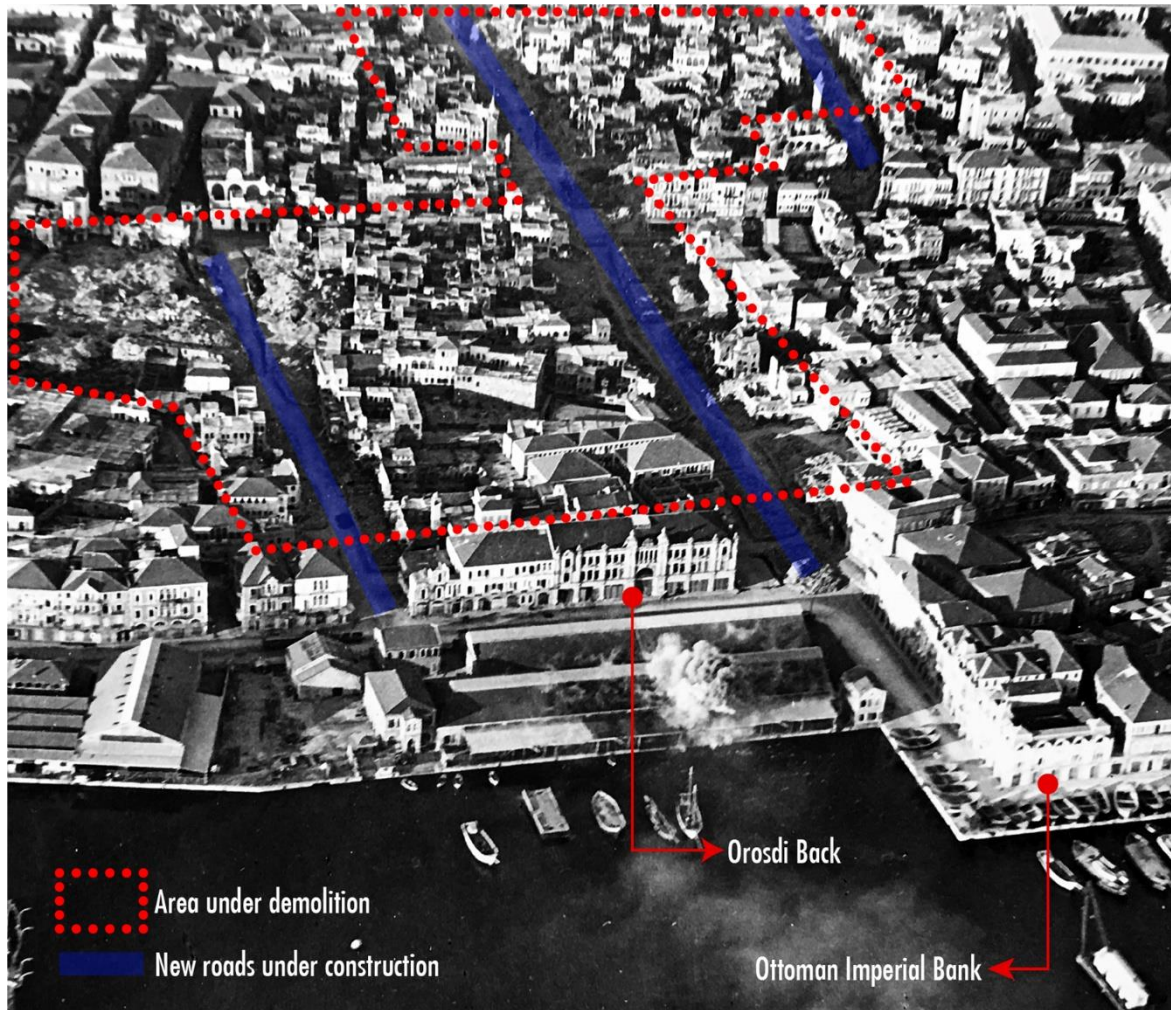 Orosdi Back
Area under demolition
New roads under construction
Ottoman Imperial Bank